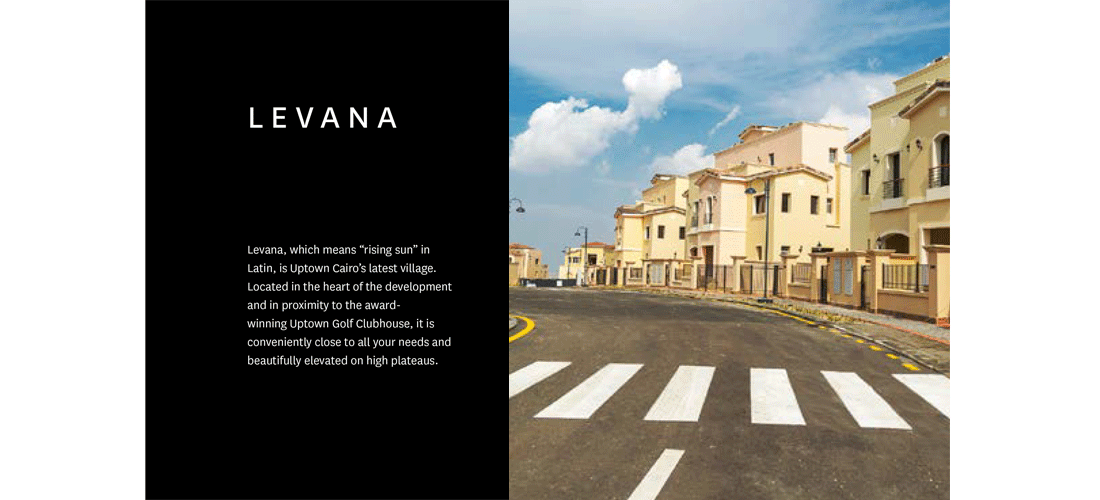 LEVANA
Levana, which means “rising sun” in
Latin, is Uptown Cairo’s latest village.
Located in the heart of the development
and in proximity to the award-
winning Uptown Golf Clubhouse, it is
conveniently close to all your needs and
beautifully elevated on high plateaus.